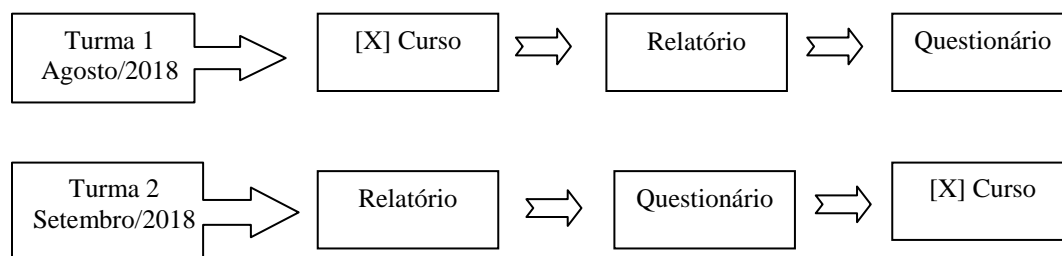 Turma 1
Agosto/2018
[X] Curso
Relatório
Questionário
Turma 2
Setembro/2018
Relatório
Questionário
[X] Curso